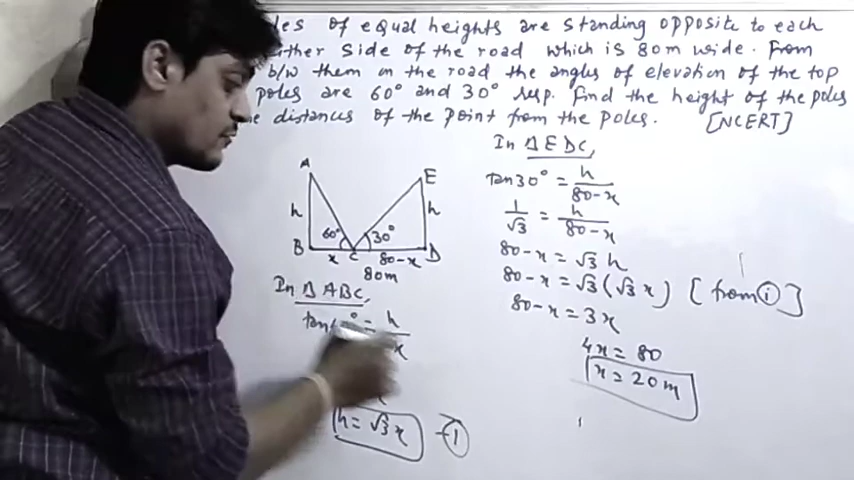 of equal heights are standing opposite to each
side of the road which is 80m wide. From
b/w them on the road the angles of elevation of the top
poles are 60° and 30° resp. Find the height of the poles
distances of the point from the poles. [NCERT]
A
E
h
h
60°
30°
B
x
C
80-x
D
80m
In Δ ABC,
h
x
h = √3 x -①
In Δ EDC,
tan30° = h/80-x
1/√3 = h/80-x
80-x = √3 h
80-x = √3(√3 x) [from ①]
80-x = 3x
4x = 80
x = 20m